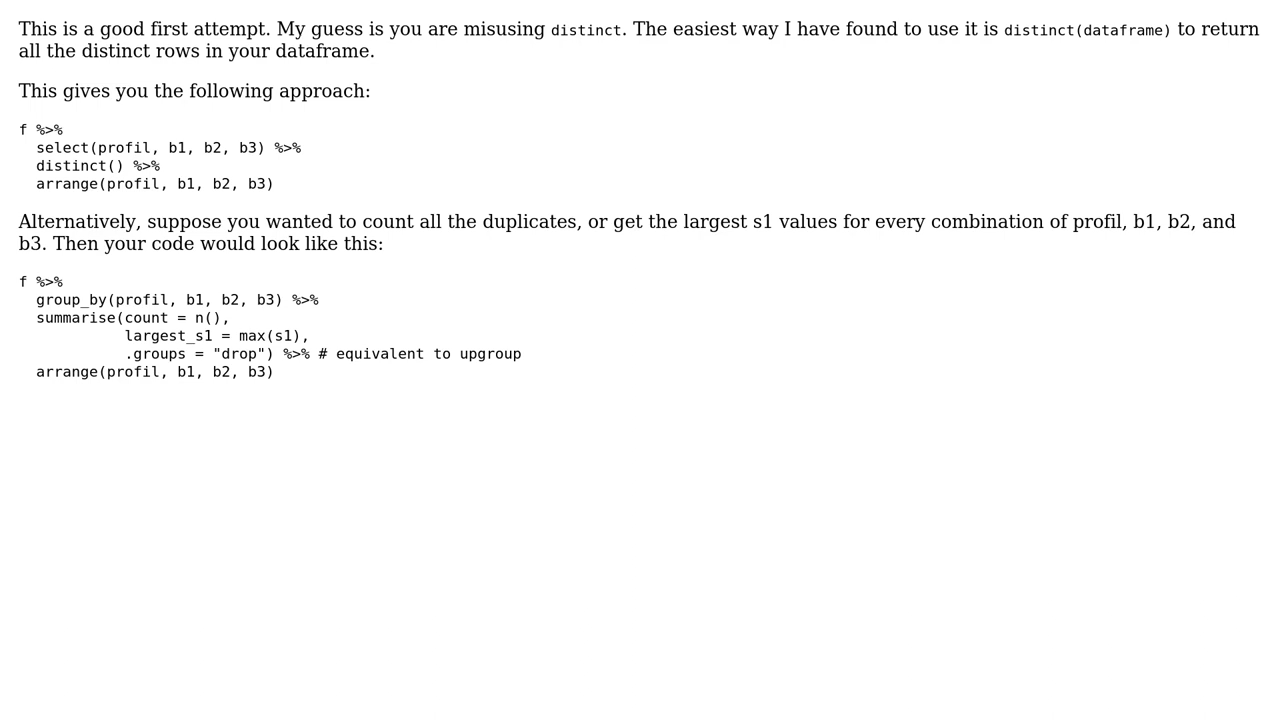 This is a good first attempt. My guess is you are misusing distinct. The easiest way I have found to use it is distinct(dataframe) to return
all the distinct rows in your dataframe.
This gives you the following approach:
f %>%
  select(profil, b1, b2, b3) %>%
  distinct() %>%
  arrange(profil, b1, b2, b3)
Alternatively, suppose you wanted to count all the duplicates, or get the largest s1 values for every combination of profil, b1, b2, and
b3. Then your code would look like this:
f %>%
  group_by(profil, b1, b2, b3) %>%
  summarise(count = n(),
            largest_s1 = max(s1),
            .groups = "drop") %>% # equivalent to upgroup
  arrange(profil, b1, b2, b3)